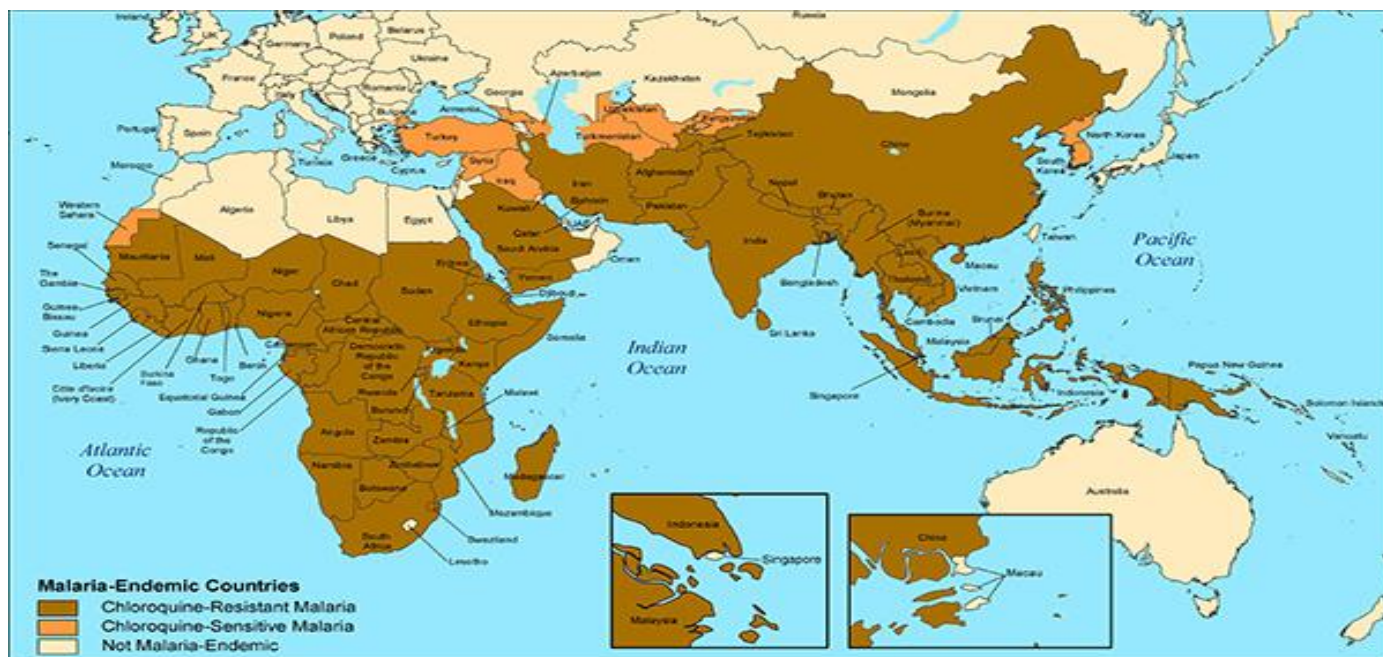 Ireland
UK
Germany
Poland
Belarus
Russia
Ukraine
France
Romania
Italy
Bulgaria
Portugal
Spain
Greece
Cyprus
Tunisia
Morocco
Georgia
Azerbaijan
Armenia
Turkey
Syria
Iraq
Kazakhstan
Uzbekistan
Kyrgyzstan
Turkmenistan
Tajikistan
Mongolia
North Korea
South Korea
Japan
China
Afghanistan
Iran
Kuwait
Bahrain
Pakistan
Nepal
Bhutan
Burma
(Myanmar)
Qatar
UAE
Saudi Arabia
Oman
Yemen
India
Bangladesh
Laos
Thailand
Cambodia
Vietnam
Macau
Taiwan
Philippines
Brunei
Malaysia
Singapore
Sri Lanka
Indonesia
Papua New Guinea
Solomon Islands
Vanuatu
Australia
Pacific
Ocean
Indian
Ocean
Atlantic
Ocean
Western
Sahara
Algeria
Libya
Egypt
Senegal
Mauritania
Mali
Niger
Chad
Sudan
Eritrea
Djibouti
The
Gambia
Guinea
Bissau
Guinea
Sierra Leone
Liberia
Côte d'Ivoire
(Ivory Coast)
Burkina
Faso
Ghana
Togo
Benin
Nigeria
Cameroon
Central
African Republic
Ethiopia
Somalia
Equatorial Guinea
Gabon
Republic
of the
Congo
Democratic
Republic
of the
Congo
Uganda
Kenya
Rwanda
Burundi
Tanzania
Malawi
Angola
Zambia
Zimbabwe
Namibia
Botswana
Mozambique
Madagascar
Swaziland
South
Africa
Lesotho
Malaria-Endemic Countries
Chloroquine-Resistant Malaria
Chloroquine-Sensitive Malaria
Not Malaria-Endemic
Indonesia
Singapore
Malaysia
China
Macau